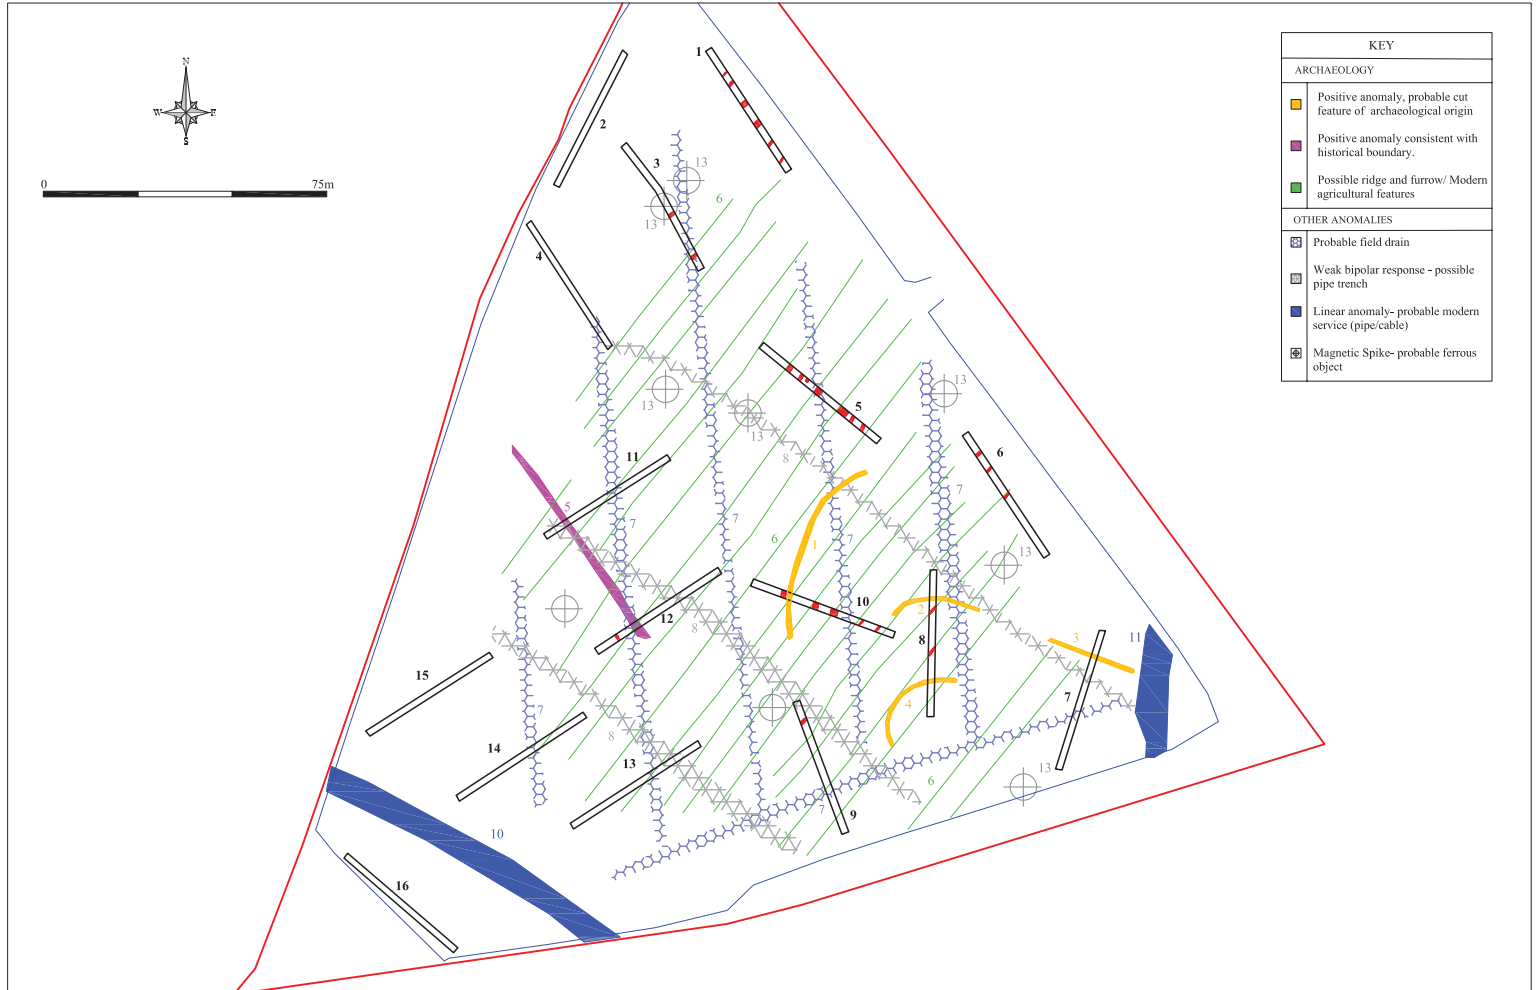 N
W E
S
0 75m
KEY
ARCHAEOLOGY
Positive anomaly, probable cut
feature of archaeological origin
Positive anomaly consistent with
historical boundary.
Possible ridge and furrow/ Modern
agricultural features
OTHER ANOMALIES
Probable field drain
Weak bipolar response - possible
pipe trench
Linear anomaly- probable modern
service (pipe/cable)
Magnetic Spike- probable ferrous
object
1
2
3
13
6
13
4
13
13
13
5
8
6
11
5
7
7
7
7
6
1
13
10
12
8
2
8
3
11
15
7
4
7
14
8
13
13
6
7
9
10
16